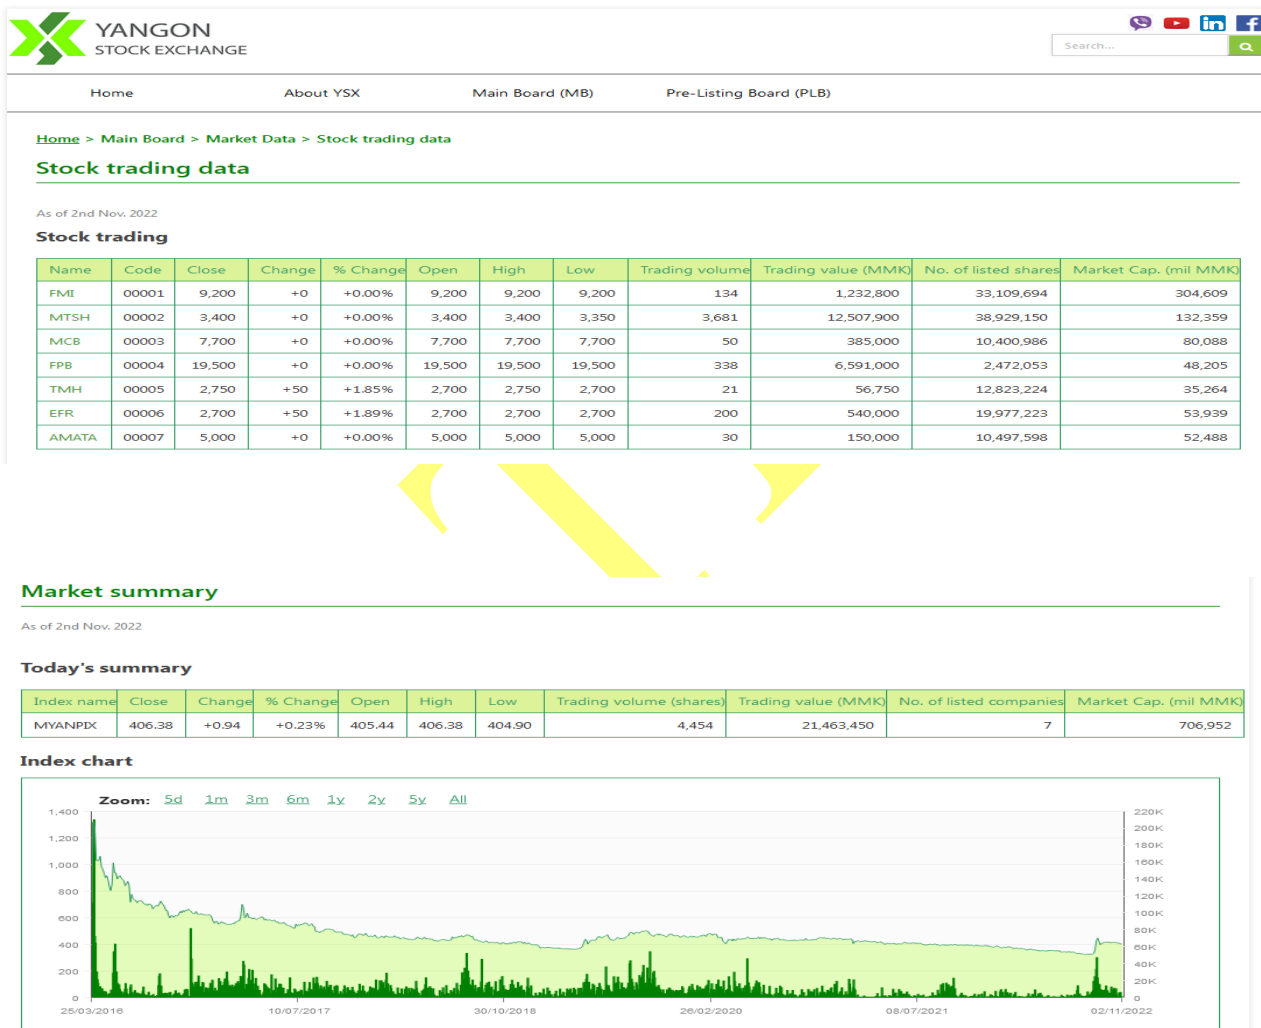 YANGON
STOCK EXCHANGE
Search...
Home About YSX Main Board (MB) Pre-Listing Board (PLB)
Home > Main Board > Market Data > Stock trading data
Stock trading data
As of 2nd Nov. 2022
Stock trading
Name Code Close Change % Change Open High Low Trading volume Trading value (MMK) No. of listed shares Market Cap. (mil MMK)
FMI 00001 9,200 +0 +0.00% 9,200 9,200 9,200 134 1,232,800 33,109,694 304,609
MTSH 00002 3,400 +0 +0.00% 3,400 3,400 3,350 3,681 12,507,900 38,929,150 132,359
MCB 00003 7,700 +0 +0.00% 7,700 7,700 7,700 50 385,000 10,400,986 80,088
FPB 00004 19,500 +0 +0.00% 19,500 19,500 19,500 338 6,591,000 2,472,053 48,205
TMH 00005 2,750 +50 +1.85% 2,700 2,750 2,700 21 56,750 12,823,224 35,264
EFR 00006 2,700 +50 +1.89% 2,700 2,700 2,700 200 540,000 19,977,223 53,939
AMATA 00007 5,000 +0 +0.00% 5,000 5,000 5,000 30 150,000 10,497,598 52,488
Market summary
As of 2nd Nov. 2022
Today's summary
Index name Close Change % Change Open High Low Trading volume (shares) Trading value (MMK) No. of listed companies Market Cap. (mil MMK)
MYANPIX 406.38 +0.94 +0.23% 405.44 406.38 404.90 4,454 21,463,450 7 706,952
Index chart
Zoom: 5d 1m 3m 6m 1y 2y 5y All
1,400 220K
200K
1,200 180K
1,000 160K
140K
800 120K
600 100K
80K
400 60K
200 40K
20K
0 0
25/03/2016 10/07/2017 30/10/2018 26/02/2020 08/07/2021 02/11/2022